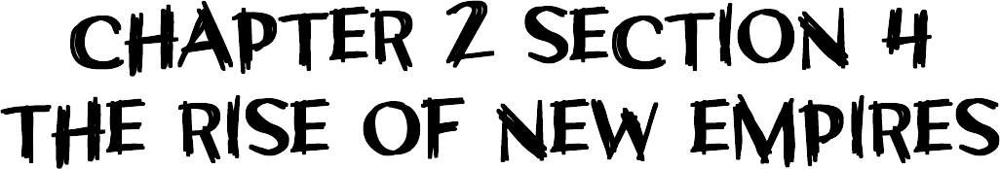 CHAPTER 2 SECTION 4
THE RISE OF NEW EMPIRES